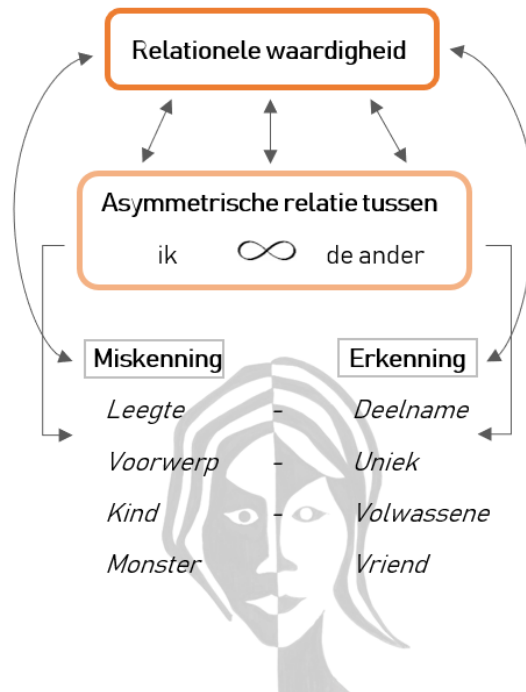 Relationele waardigheid
Asymmetrische relatie tussen
ik ∞ de ander
Miskenning Erkenning
Leegte - Deelname
Voorwerp - Uniek
Kind - Volwassene
Monster Vriend